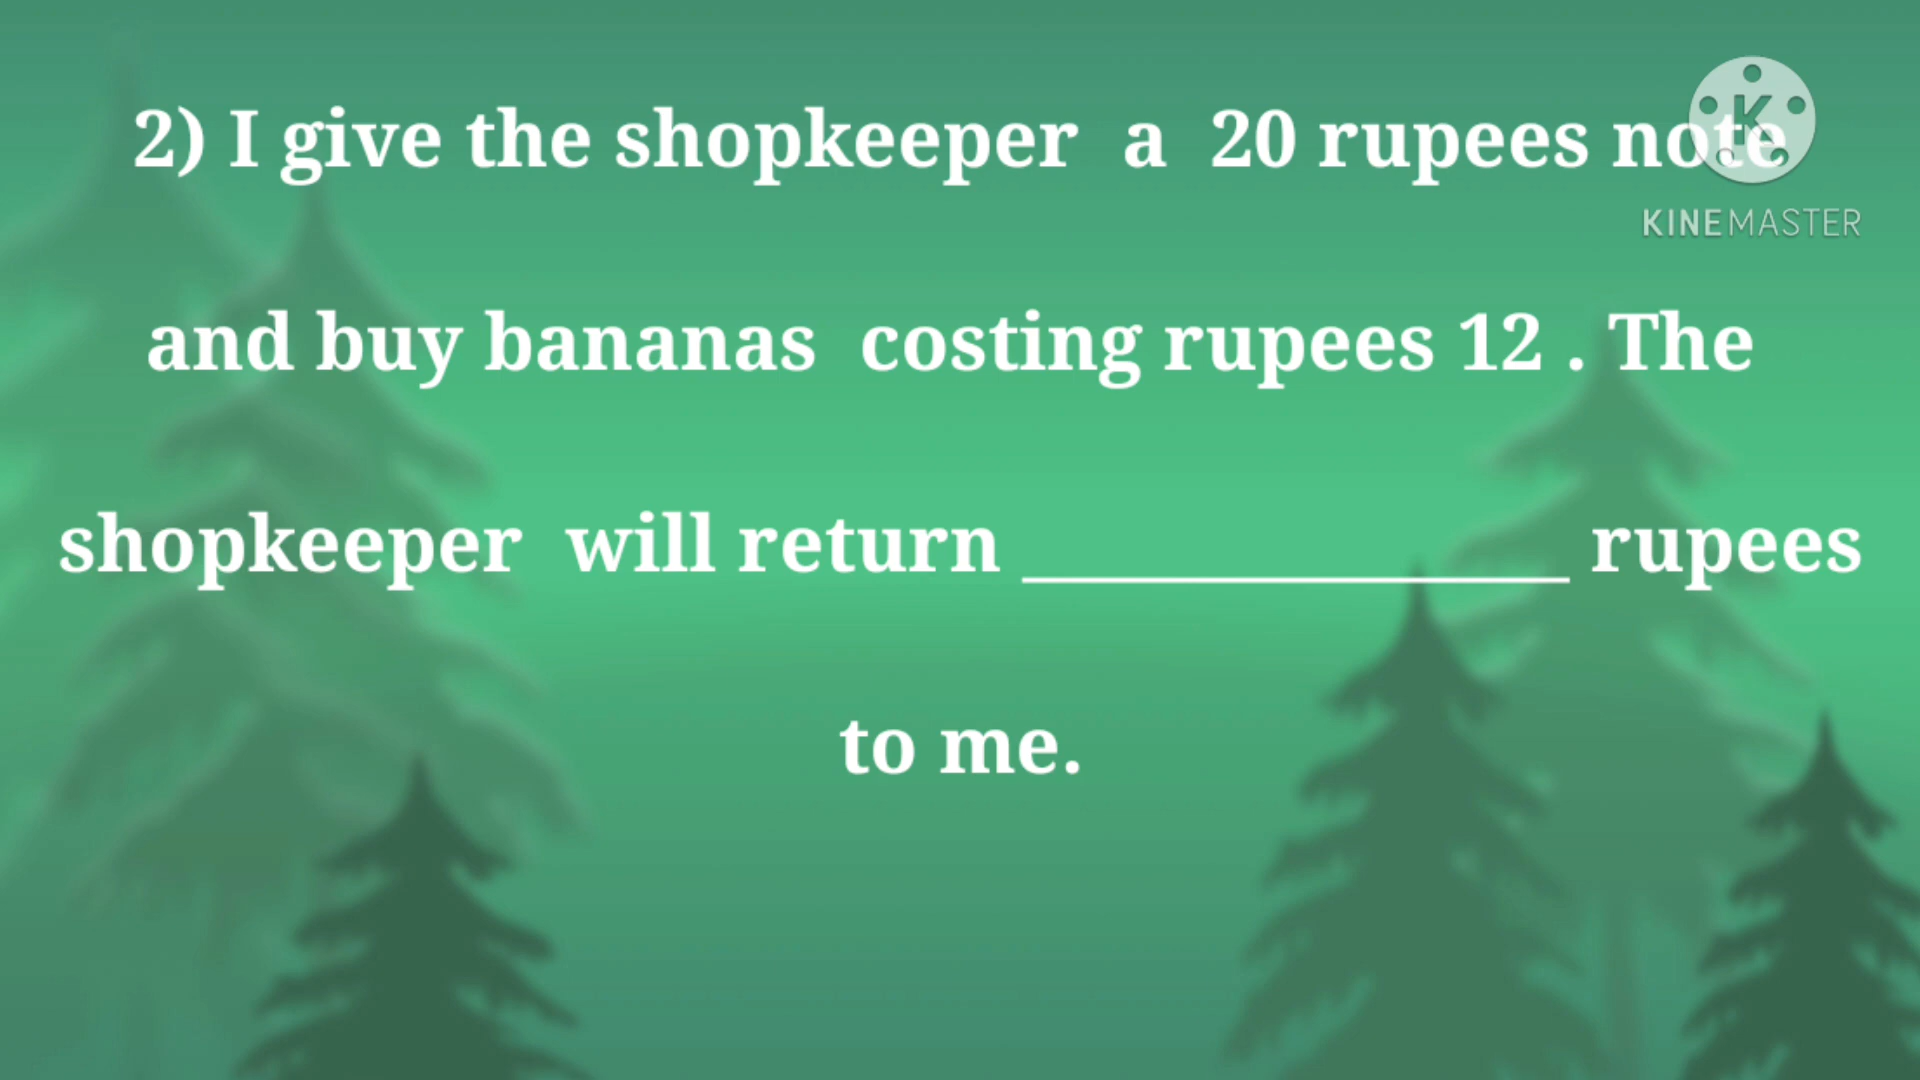 2) I give the shopkeeper a 20 rupees note
KINEMASTER
and buy bananas costing rupees 12 . The
shopkeeper will return ______________ rupees
to me.